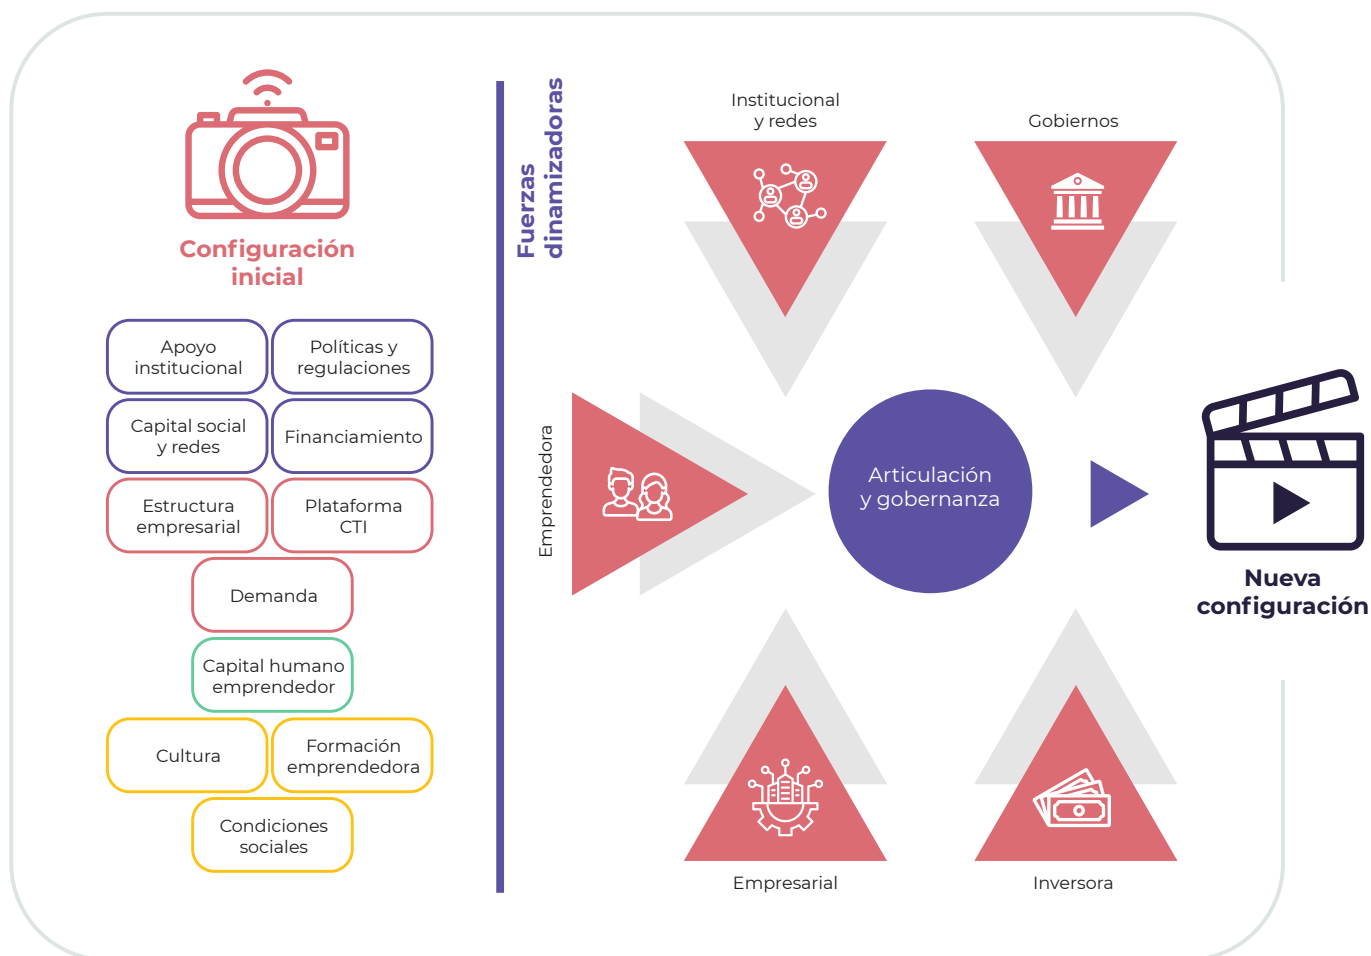 Configuración
inicial
Apoyo
institucional
Políticas y
regulaciones
Capital social
y redes
Financiamiento
Estructura
empresarial
Plataforma
CTI
Demanda
Capital humano
emprendedor
Cultura
Formación
emprendedora
Condiciones
sociales
Fuerzas
dinamizadoras
Institucional
y redes
Gobiernos
Emprendedora
Articulación
y gobernanza
Empresarial
Inversora
Nueva
configuración